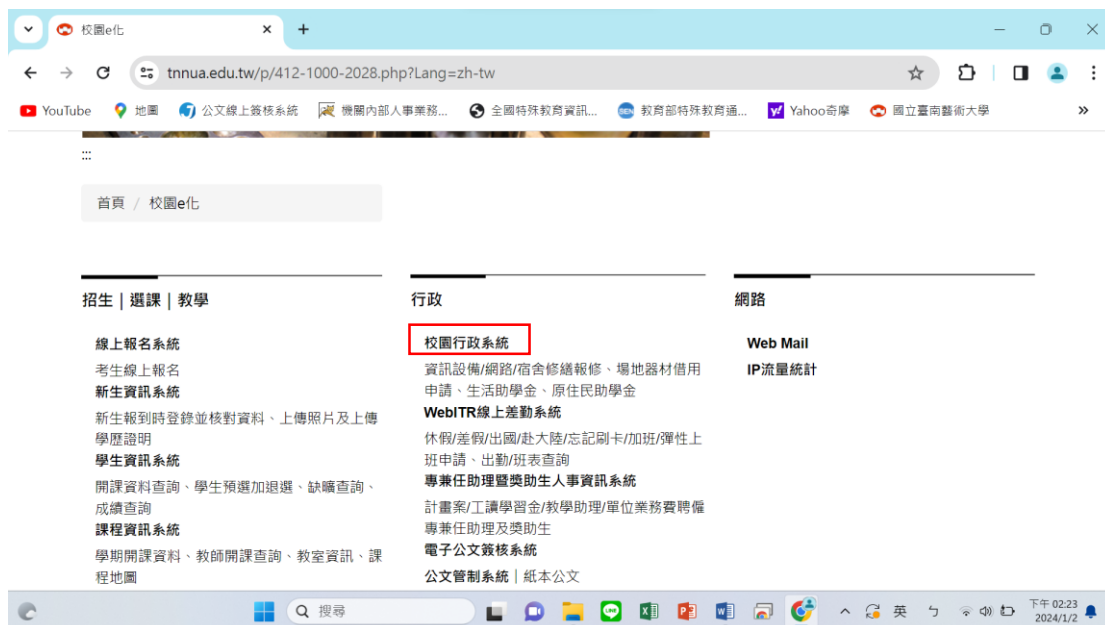 校園e化
tnnua.edu.tw/p/412-1000-2028.php?Lang=zh-tw
YouTube 地圖 公文線上簽核系統 機關內部人事業務... 全國特殊教育資訊... 教育部特殊教育通... Yahoo奇摩 國立臺南藝術大學 »
:::
首頁 / 校園e化
招生 | 選課 | 教學
線上報名系統
考生線上報名
新生資訊系統
新生報到時登錄並核對資料、上傳照片及上傳
學歷證明
學生資訊系統
開課資料查詢、學生預選加退選、缺曠查詢、
成績查詢
課程資訊系統
學期開課資料、教師開課查詢、教室資訊、課
程地圖
行政
校園行政系統
資訊設備/網路/宿舍修繕報修、場地器材借用
申請、生活助學金、原住民助學金
WebITR線上差勤系統
休假/差假/出國/赴大陸/忘記刷卡/加班/彈性上
班申請、出勤/班表查詢
專兼任助理暨獎助生人事資訊系統
計畫案/工讀學習金/教學助理/單位業務費聘僱
專兼任助理及獎助生
電子公文簽核系統
公文管制系統｜紙本公文
網路
Web Mail
IP流量統計
搜尋
英 ㄅ 下午 02:23
2024/1/2